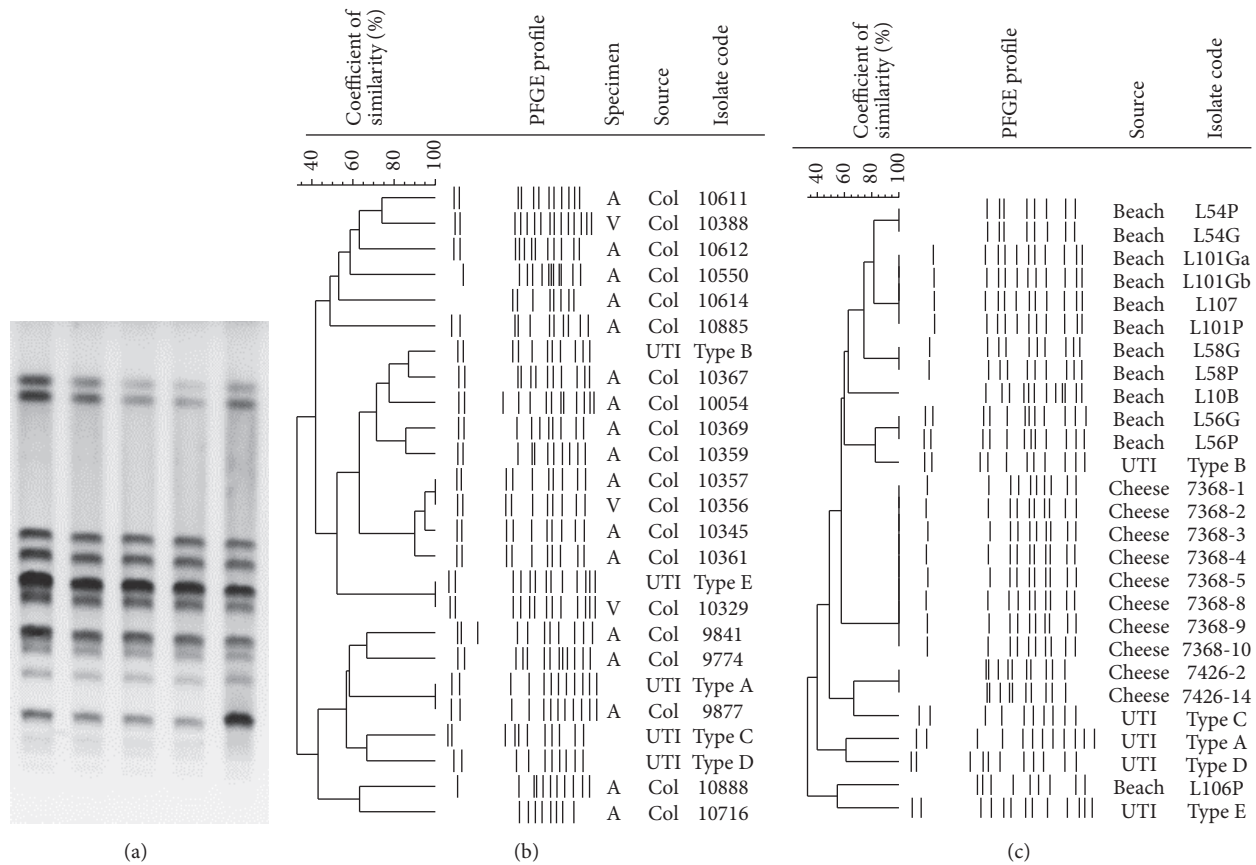 Coefficient of
similarity (%)
PFGE profile
Specimen
Source
Isolate code
40
60
80
100
A Col 10611
V Col 10388
A Col 10612
A Col 10550
A Col 10614
A Col 10885
UTI Type B
A Col 10367
A Col 10054
A Col 10369
A Col 10359
A Col 10357
V Col 10356
A Col 10345
A Col 10361
UTI Type E
V Col 10329
A Col 9841
A Col 9774
UTI Type A
A Col 9877
UTI Type C
UTI Type D
A Col 10888
A Col 10716
Coefficient of
similarity (%)
PFGE profile
Source
Isolate code
40
60
80
100
Beach L54P
Beach L54G
Beach L101Ga
Beach L101Gb
Beach L107
Beach L101P
Beach L58G
Beach L58P
Beach L10B
Beach L56G
Beach L56P
UTI Type B
Cheese 7368-1
Cheese 7368-2
Cheese 7368-3
Cheese 7368-4
Cheese 7368-5
Cheese 7368-8
Cheese 7368-9
Cheese 7368-10
Cheese 7426-2
Cheese 7426-14
UTI Type C
UTI Type A
UTI Type D
Beach L106P
UTI Type E
(a)
(b)
(c)